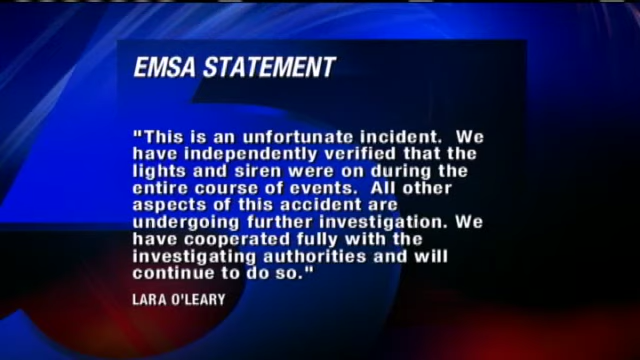 EMSA STATEMENT
"This is an unfortunate incident.  We
have independently verified that the
lights and siren were on during the
entire course of events.  All other
aspects of this accident are
undergoing further investigation. We
have cooperated fully with the
investigating authorities and will
continue to do so."
LARA O'LEARY